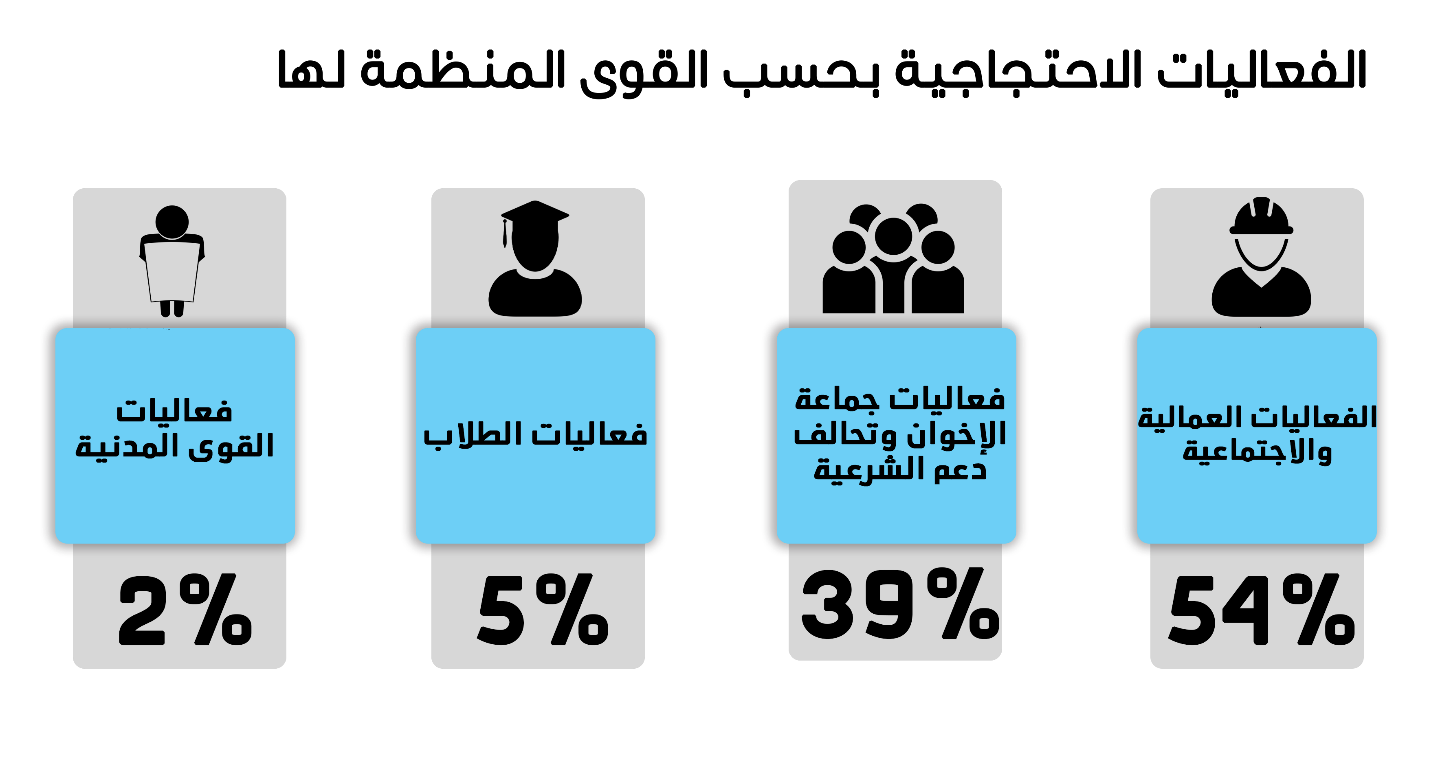 الفعاليات الاحتجاجية بحسب القوى المنظمة لها
الفعاليات العمالية
والاجتماعية
54%
فعاليات جماعة
الإخوان وتحالف
دعم الشرعية
39%
فعاليات الطلاب
5%
فعاليات
القوى المدنية
2%